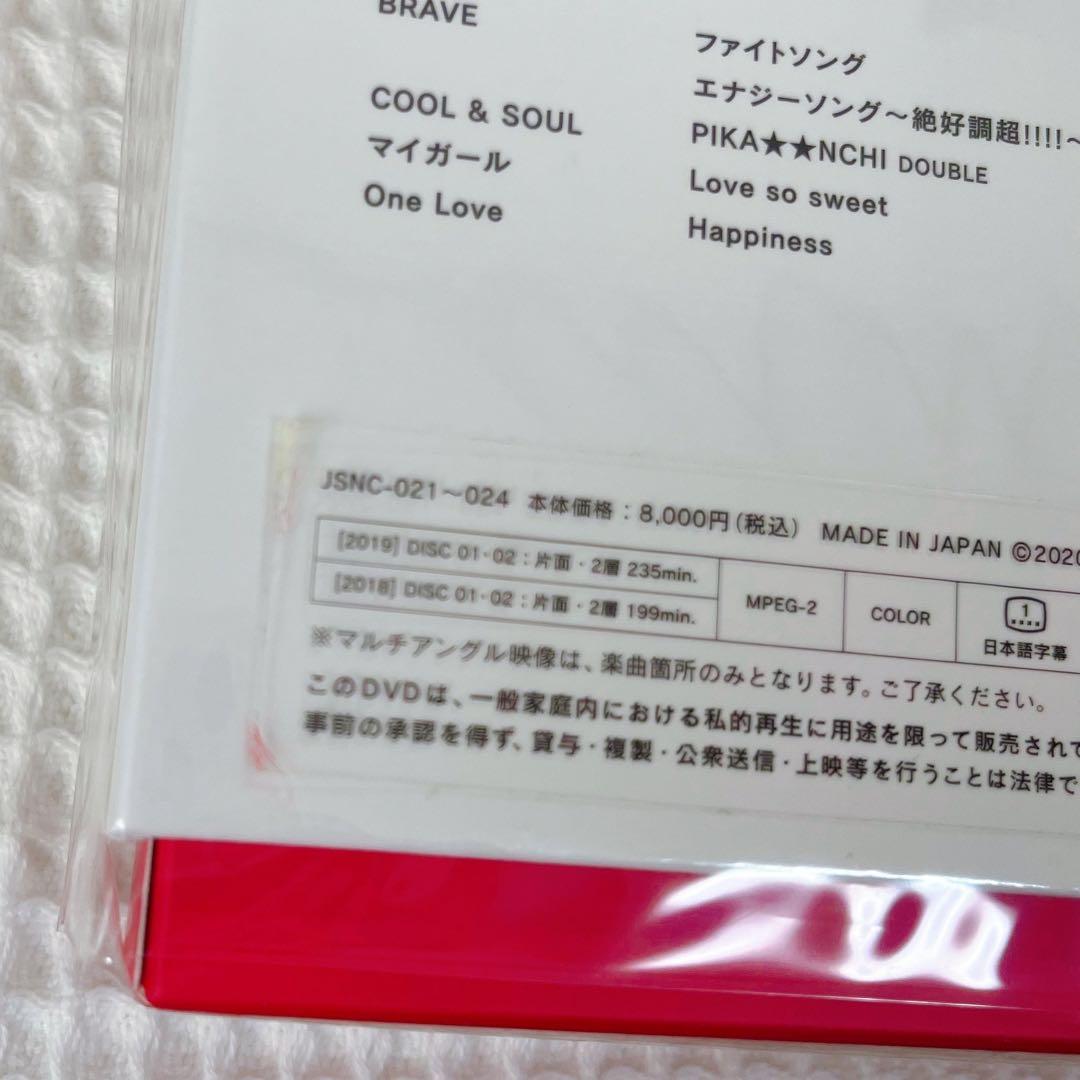 BRAVE
COOL & SOUL
マイガール
One Love
ファイトソング
エナジーソング～絶好調超!!!!～
PIKA★★NCHI DOUBLE
Love so sweet
Happiness
JSNC-021～024 本体価格：8,000円（税込） MADE IN JAPAN ©2020
[2019] DISC 01・02：片面・2層 235min.
[2018] DISC 01・02：片面・2層 199min.
MPEG-2
COLOR
1
日本語字幕
※マルチアングル映像は、楽曲箇所のみとなります。ご了承ください。
このDVDは、一般家庭内における私的再生に用途を限って販売されて
事前の承認を得ず、貸与・複製・公衆送信・上映等を行うことは法律で